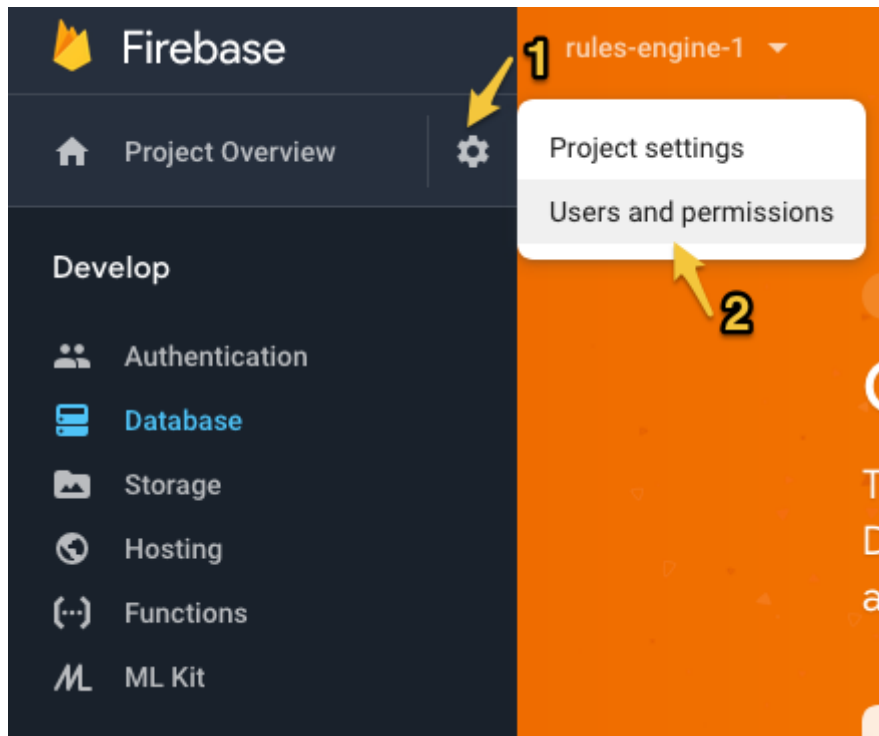 Firebase
rules-engine-1
1
Project Overview
Project settings
Users and permissions
2
Develop
Authentication
Database
Storage
Hosting
Functions
ML Kit
T
D
a